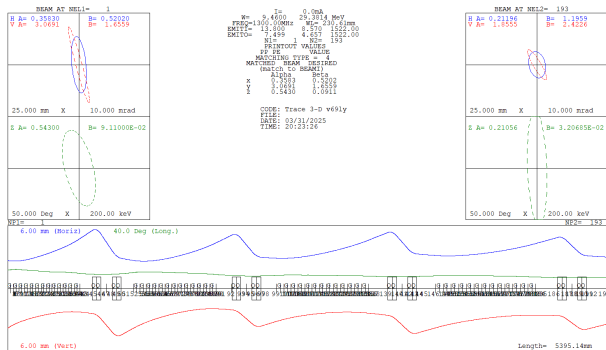 BEAM AT NEL1= 1
H A= 0.35830 B= 0.52020
V A= 3.0691 B= 1.6559
25.000 mm X 10.000 mrad
Z A= 0.54300 B= 9.11000E-02
50.000 Deg X 200.00 keV
NP1= 1
I= 0.0mA
W= 9.4600 29.3814 MeV
FREQ=1300.00MHz WL= 230.61mm
EMITI= 13.800 8.570 1522.00
EMITO= 7.499 4.657 1522.00
N1= 1 N2= 193
PRINTOUT VALUES
PP PE VALUE
MATCHING TYPE = 4
MATCHED BEAM DESIRED
(match to BEAMI)
Alpha Beta
x 0.3583 0.5202
y 3.0691 1.6559
z 0.5430 0.0911
CODE: Trace 3-D v69ly
FILE:
DATE: 03/31/2025
TIME: 20:23:26
BEAM AT NEL2= 193
H A= 0.21196 B= 1.1959
V A= 1.8555 B= 2.4226
25.000 mm X 10.000 mrad
Z A= 0.21056 B= 3.20665E-02
50.000 Deg X 200.00 keV
NP2= 193
6.00 mm (Horiz) 40.0 Deg (Long.)
6.00 mm (Vert)
Length= 5395.14mm